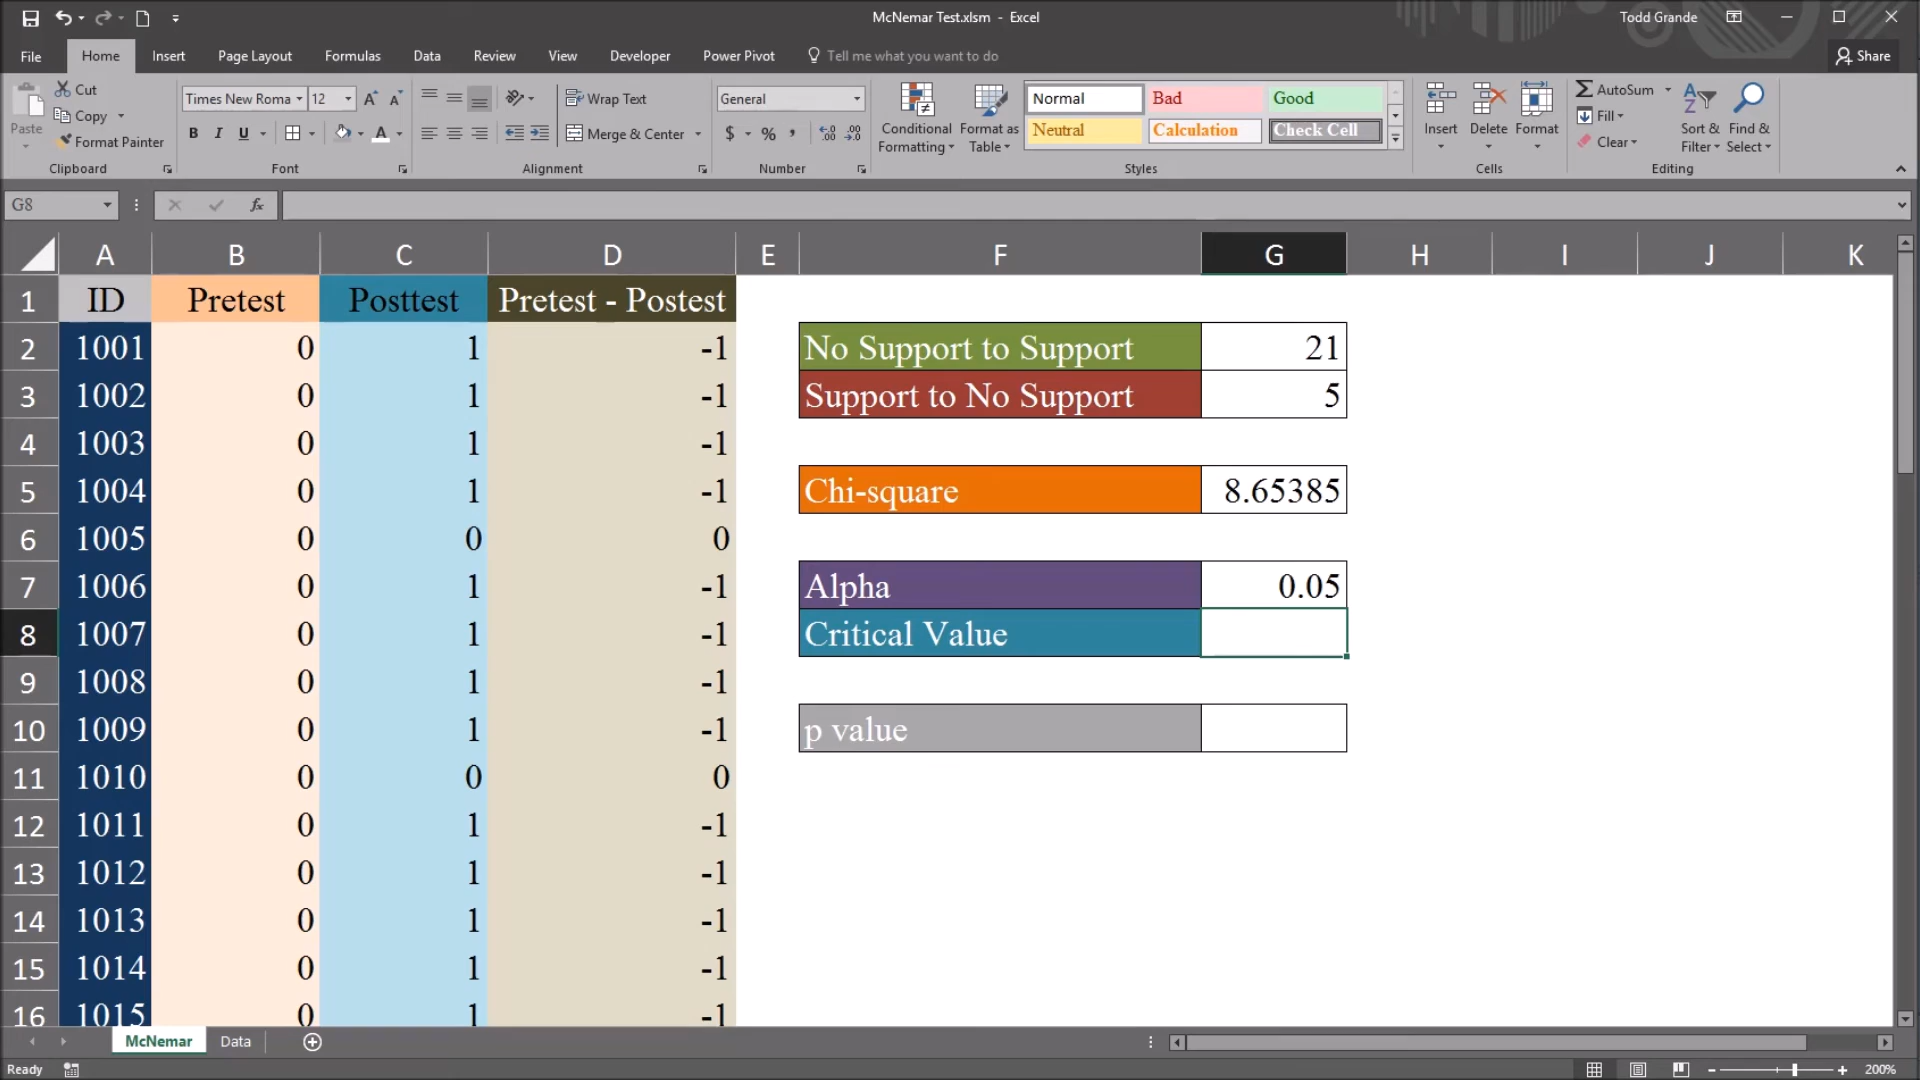 McNemar Test.xlsm - Excel
Todd Grande
File Home Insert Page Layout Formulas Data Review View Developer Power Pivot Tell me what you want to do Share
Paste
Cut
Copy
Format Painter
Clipboard
Times New Roma 12
B I U
Font
Wrap Text
Merge & Center
Alignment
General
$ % ,
Number
Conditional Formatting
Format as Table
Normal Bad Good
Neutral Calculation Check Cell
Styles
Insert Delete Format
Cells
AutoSum
Fill
Clear
Sort & Filter
Find & Select
Editing
G8 fx
A B C D E F G H I J K
1 ID Pretest Posttest Pretest - Postest
2 1001 0 1 -1 No Support to Support 21
3 1002 0 1 -1 Support to No Support 5
4 1003 0 1 -1
5 1004 0 1 -1 Chi-square 8.65385
6 1005 0 0 0
7 1006 0 1 -1 Alpha 0.05
8 1007 0 1 -1 Critical Value
9 1008 0 1 -1
10 1009 0 1 -1 p value
11 1010 0 0 0
12 1011 0 1 -1
13 1012 0 1 -1
14 1013 0 1 -1
15 1014 0 1 -1
16 1015 0 1 -1
McNemar Data
Ready 200%